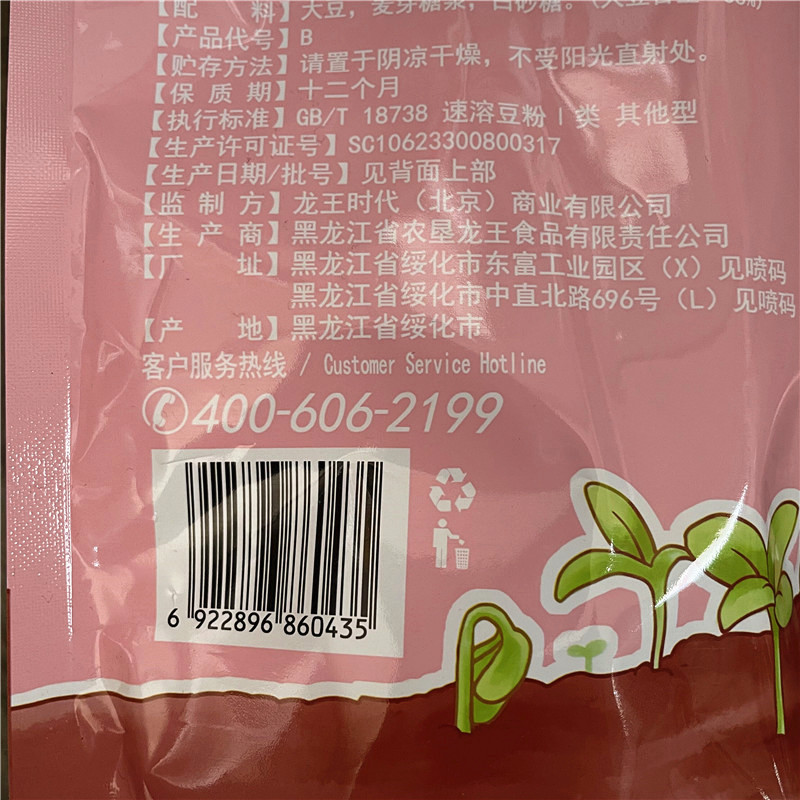 【配 料】大豆，麦芽糖浆，白砂糖。
【产品代号】B
【贮存方法】请置于阴凉干燥，不受阳光直射处。
【保 质 期】十二个月
【执行标准】GB/T 18738 速溶豆粉Ⅰ类 其他型
【生产许可证号】SC10623300800317
【生产日期/批号】见背面上部
【监 制 方】龙王时代（北京）商业有限公司
【生 产 商】黑龙江省农垦龙王食品有限责任公司
【厂 址】黑龙江省绥化市东富工业园区（X）见喷码
黑龙江省绥化市中直北路696号（L）见喷码
【产 地】黑龙江省绥化市
客户服务热线 / Customer Service Hotline
400-606-2199
6 922896 860435